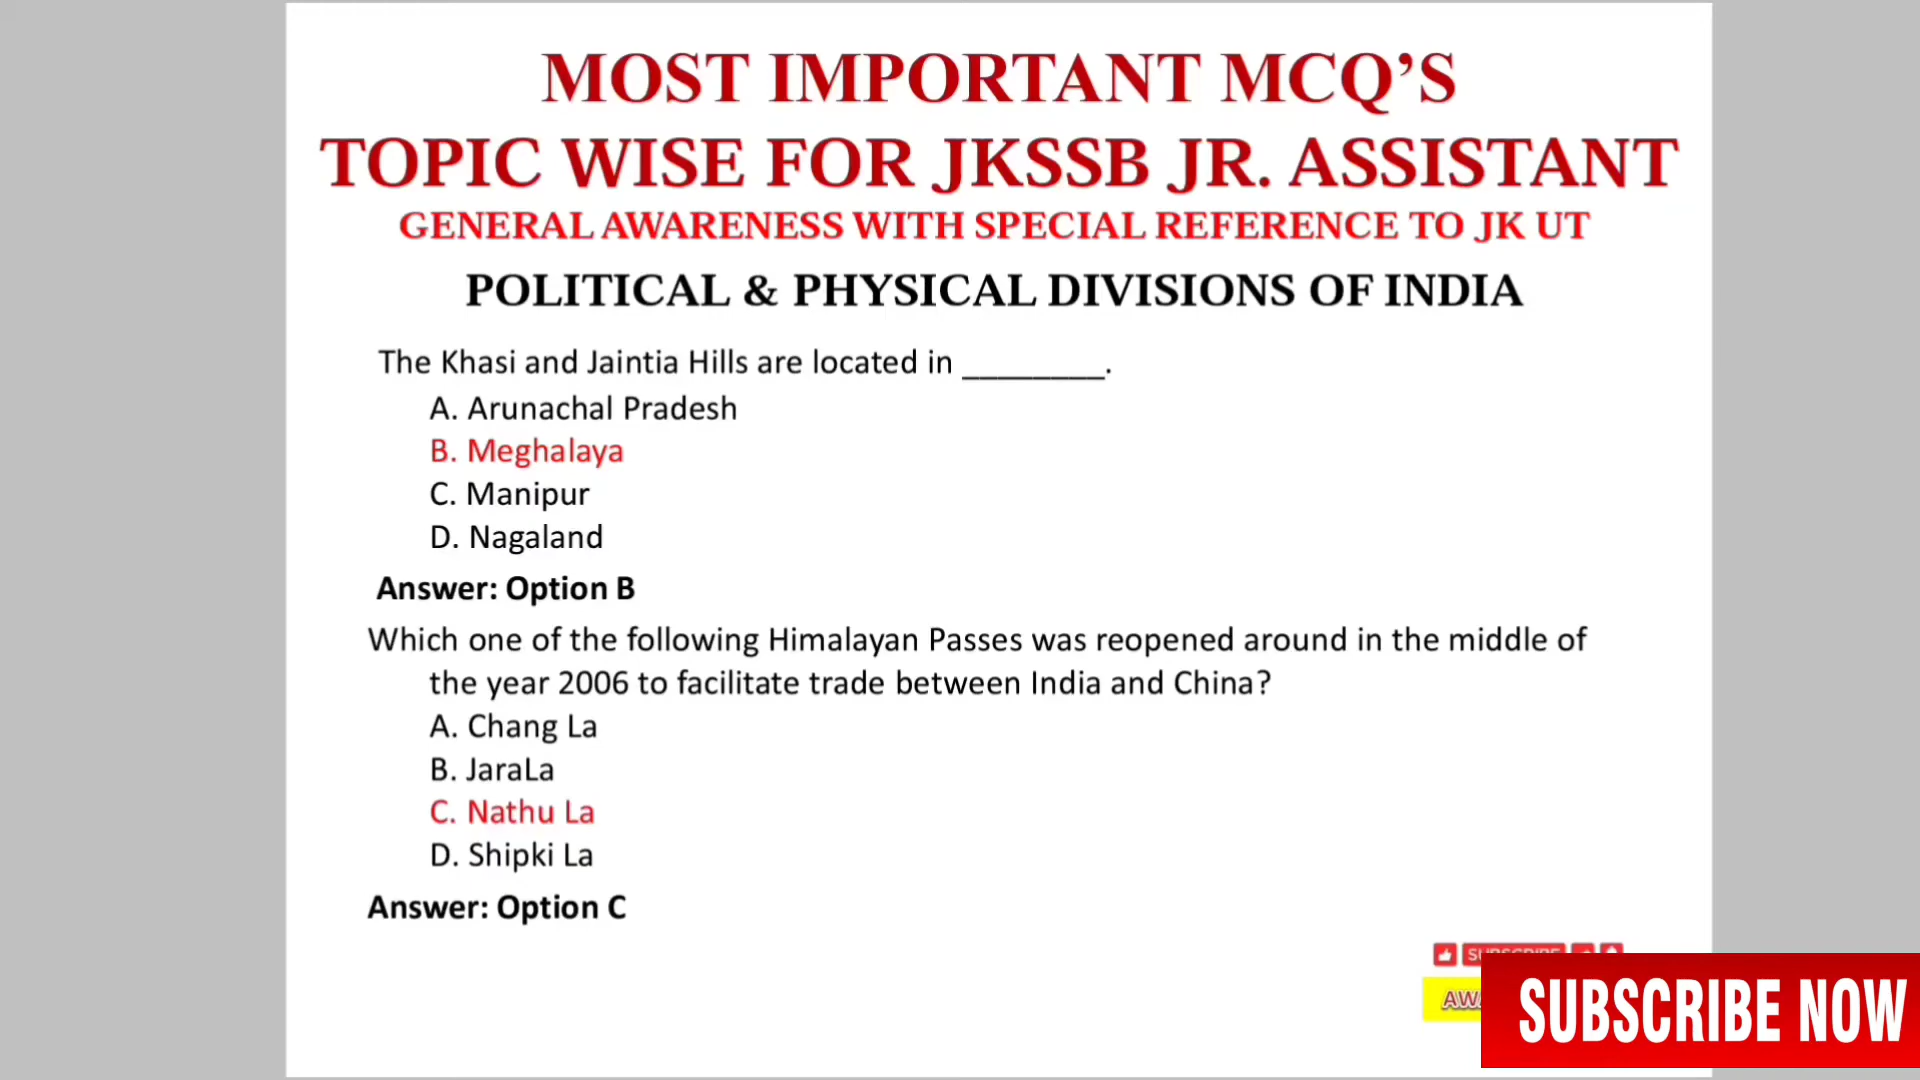 MOST IMPORTANT MCQ’S
TOPIC WISE FOR JKSSB JR. ASSISTANT
GENERAL AWARENESS WITH SPECIAL REFERENCE TO JK UT
POLITICAL & PHYSICAL DIVISIONS OF INDIA
The Khasi and Jaintia Hills are located in ________.
A. Arunachal Pradesh
B. Meghalaya
C. Manipur
D. Nagaland
Answer: Option B
Which one of the following Himalayan Passes was reopened around in the middle of
the year 2006 to facilitate trade between India and China?
A. Chang La
B. JaraLa
C. Nathu La
D. Shipki La
Answer: Option C
SUBSCRIBE
SUBSCRIBE NOW